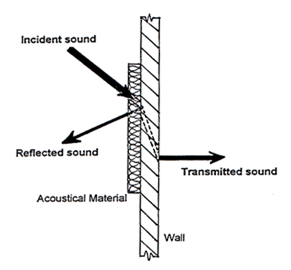 Incident sound
Reflected sound
Transmitted sound
Acoustical Material
Wall